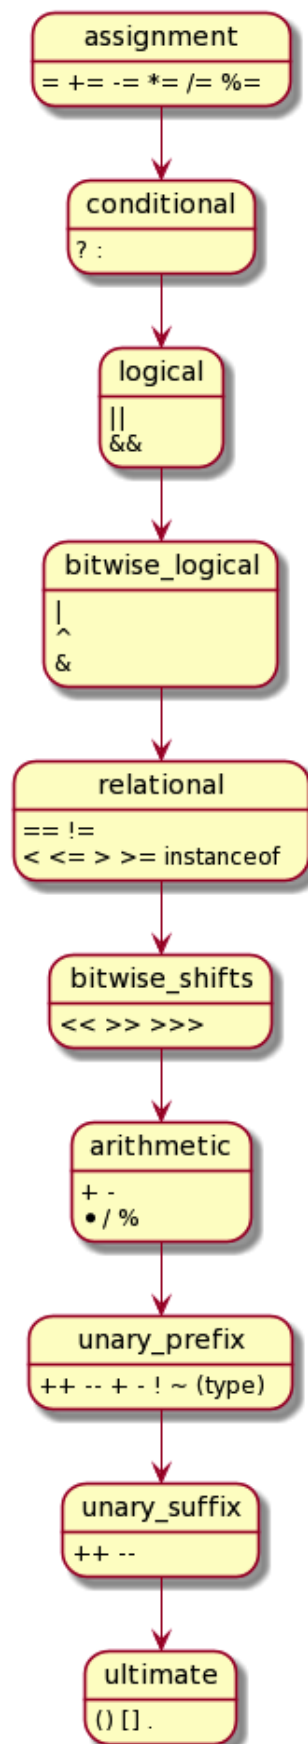 assignment
= += -= *= /= %=
conditional
? :
logical
||
&&
bitwise_logical
|
^
&
relational
== !=
< <= > >= instanceof
bitwise_shifts
<< >> >>>
arithmetic
+ -
• / %
unary_prefix
++ -- + - ! ~ (type)
unary_suffix
++ --
ultimate
() [] .